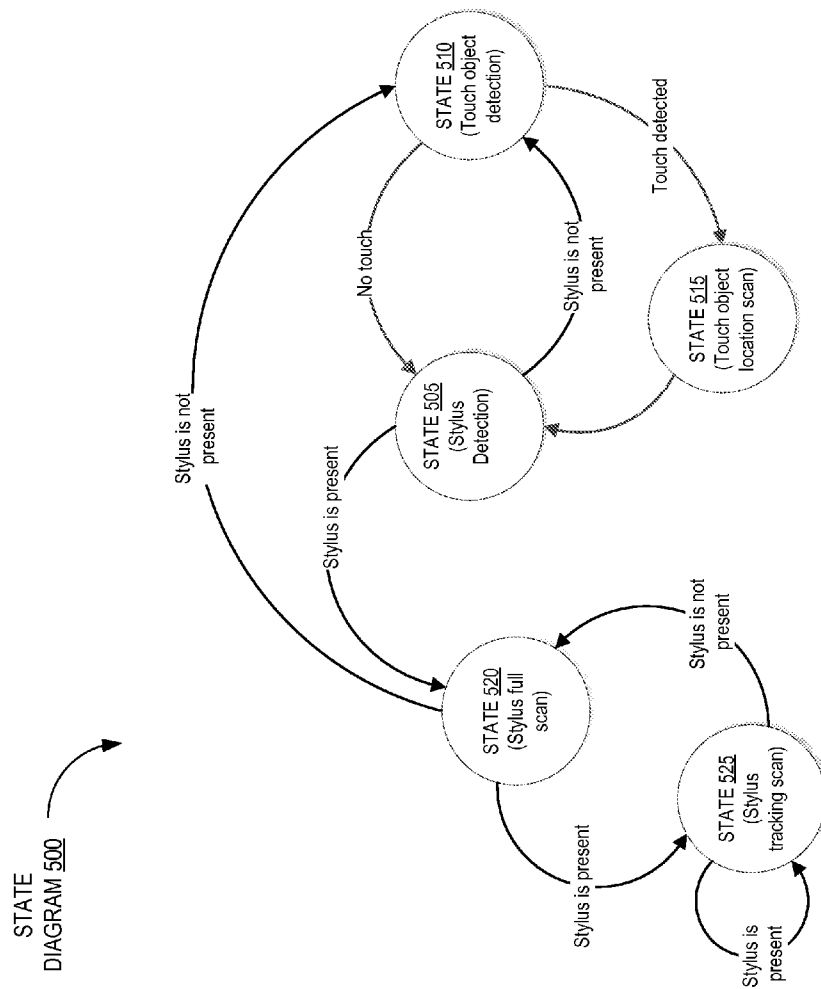 STATE
DIAGRAM 500
Stylus is not
present
STATE 510
(Touch object
detection)
No touch
Stylus is present
STATE 505
(Stylus
Detection)
Stylus is not
present
Touch detected
STATE 520
(Stylus full
scan)
STATE 515
(Touch object
location scan)
Stylus is present
Stylus is not
present
STATE 525
(Stylus
tracking scan)
Stylus is
present